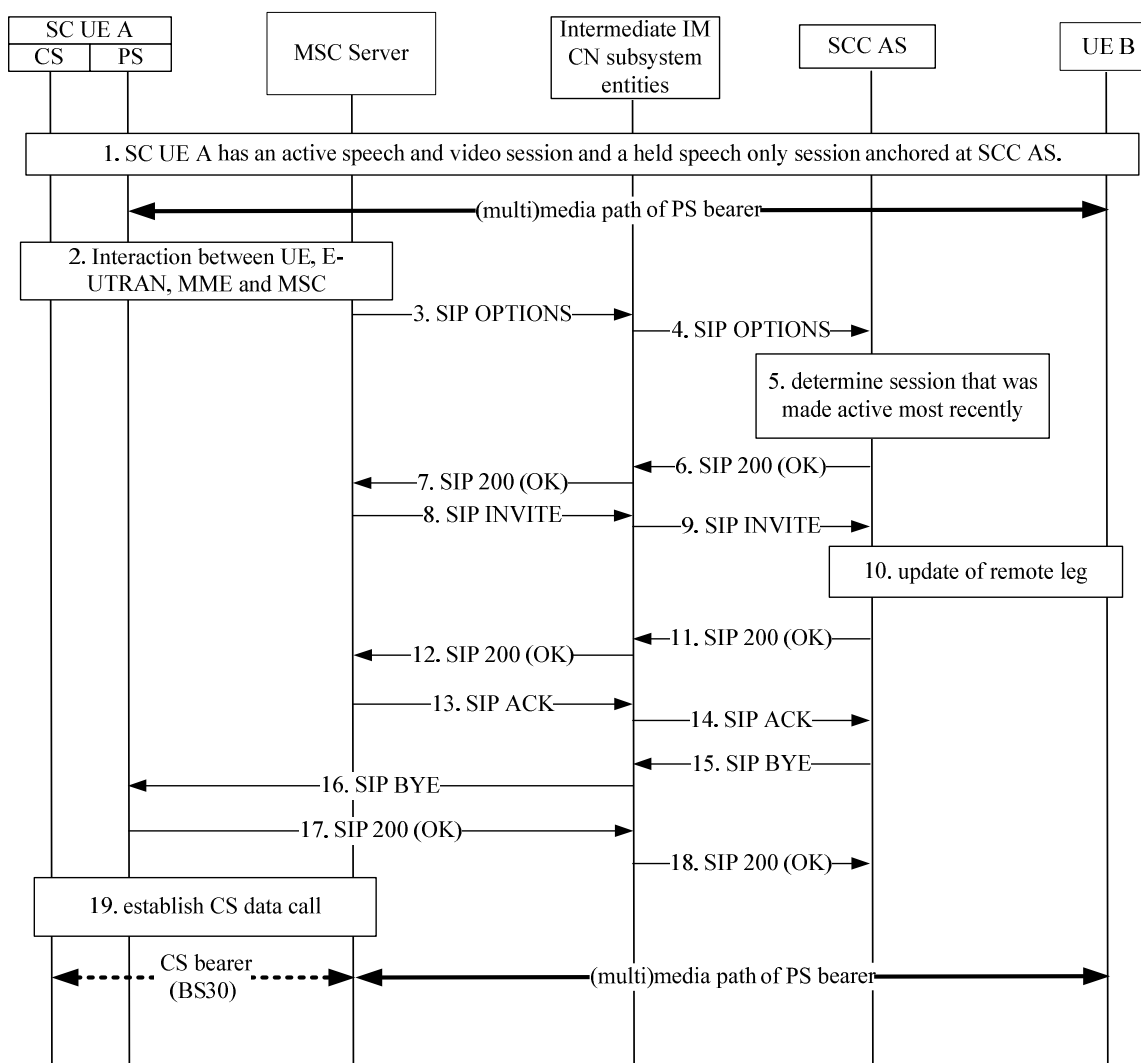 SC UE A
CS
PS
MSC Server
Intermediate IM
CN subsystem
entities
SCC AS
UE B
1. SC UE A has an active speech and video session and a held speech only session anchored at SCC AS.
(multi)media path of PS bearer
2. Interaction between UE, E-
UTRAN, MME and MSC
3. SIP OPTIONS
4. SIP OPTIONS
5. determine session that was
made active most recently
6. SIP 200 (OK)
7. SIP 200 (OK)
8. SIP INVITE
9. SIP INVITE
10. update of remote leg
11. SIP 200 (OK)
12. SIP 200 (OK)
13. SIP ACK
14. SIP ACK
15. SIP BYE
16. SIP BYE
17. SIP 200 (OK)
18. SIP 200 (OK)
19. establish CS data call
CS bearer
(BS30)
(multi)media path of PS bearer